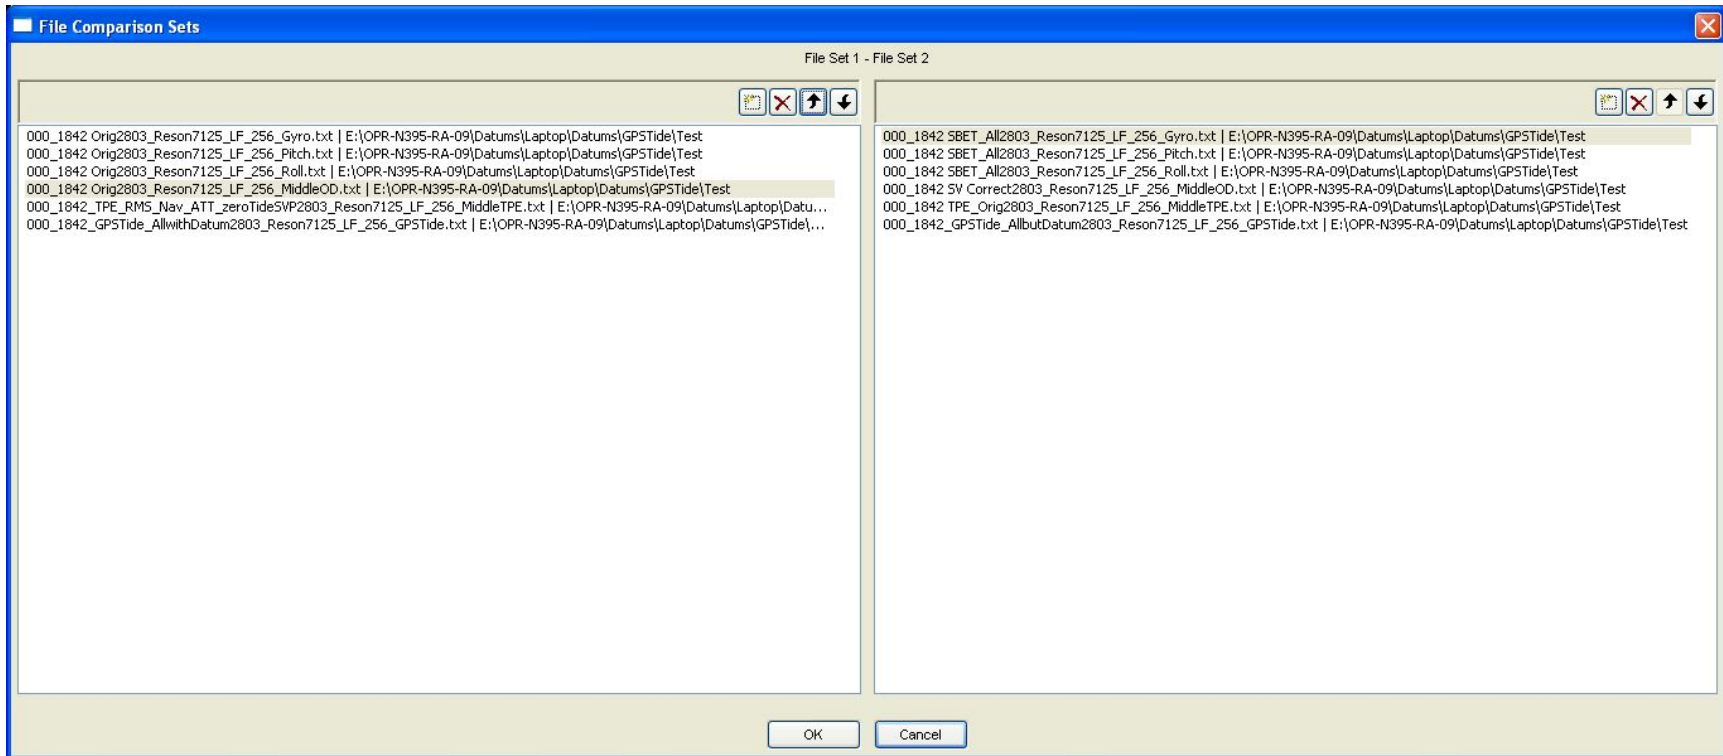 File Comparison Sets
File Set 1 - File Set 2
000_1842 Orig2803_Reson7125_LF_256_Gyro.txt | E:\OPR-N395-RA-09\Datums\Laptop\Datums\GPSTide\Test
000_1842 Orig2803_Reson7125_LF_256_Pitch.txt | E:\OPR-N395-RA-09\Datums\Laptop\Datums\GPSTide\Test
000_1842 Orig2803_Reson7125_LF_256_Roll.txt | E:\OPR-N395-RA-09\Datums\Laptop\Datums\GPSTide\Test
000_1842 Orig2803_Reson7125_LF_256_MiddleOD.txt | E:\OPR-N395-RA-09\Datums\Laptop\Datums\GPSTide\Test
000_1842_TPE_RMS_Nav_ATT_zeroTideSVP2803_Reson7125_LF_256_MiddleTPE.txt | E:\OPR-N395-RA-09\Datums\Laptop\Datu...
000_1842_GPSTide_AllwithDatum2803_Reson7125_LF_256_GPSTide.txt | E:\OPR-N395-RA-09\Datums\Laptop\Datums\GPSTide\...
000_1842 SBET_All2803_Reson7125_LF_256_Gyro.txt | E:\OPR-N395-RA-09\Datums\Laptop\Datums\GPSTide\Test
000_1842 SBET_All2803_Reson7125_LF_256_Pitch.txt | E:\OPR-N395-RA-09\Datums\Laptop\Datums\GPSTide\Test
000_1842 SBET_All2803_Reson7125_LF_256_Roll.txt | E:\OPR-N395-RA-09\Datums\Laptop\Datums\GPSTide\Test
000_1842 SV Correct2803_Reson7125_LF_256_MiddleOD.txt | E:\OPR-N395-RA-09\Datums\Laptop\Datums\GPSTide\Test
000_1842 TPE_Orig2803_Reson7125_LF_256_MiddleTPE.txt | E:\OPR-N395-RA-09\Datums\Laptop\Datums\GPSTide\Test
000_1842_GPSTide_AllbutDatum2803_Reson7125_LF_256_GPSTide.txt | E:\OPR-N395-RA-09\Datums\Laptop\Datums\GPSTide\Test
OK
Cancel